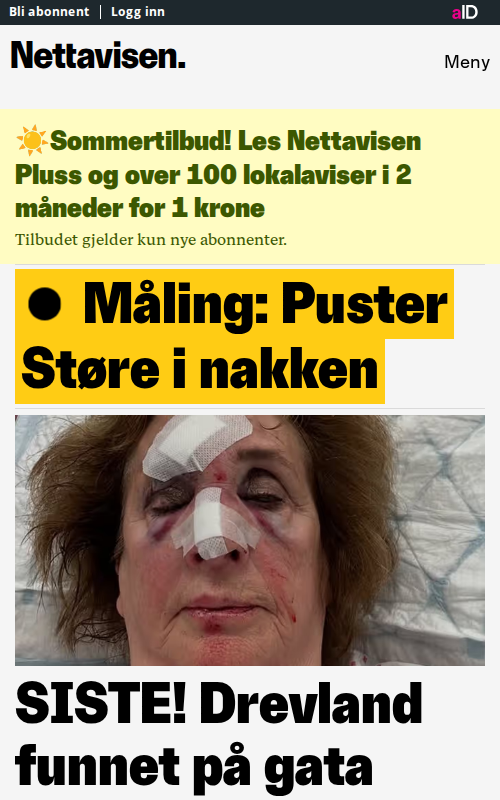 Bli abonnent | Logg inn
aID
Nettavisen.
Meny
☀️Sommertilbud! Les Nettavisen
Pluss og over 100 lokalaviser i 2
måneder for 1 krone
Tilbudet gjelder kun nye abonnenter.
● Måling: Puster
Støre i nakken
SISTE! Drevland
funnet på gata